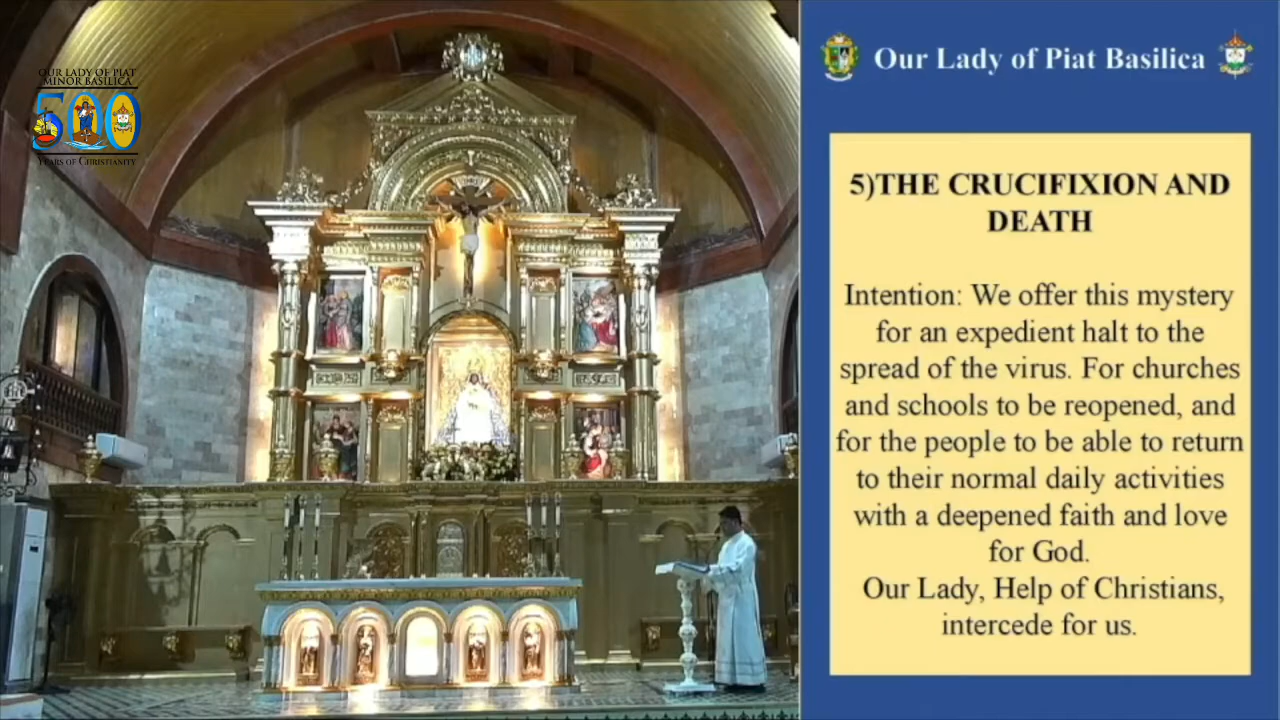 OUR LADY OF PIAT
MINOR BASILICA
500
YEARS OF CHRISTIANITY
Our Lady of Piat Basilica
5)THE CRUCIFIXION AND
DEATH
Intention: We offer this mystery
for an expedient halt to the
spread of the virus. For churches
and schools to be reopened, and
for the people to be able to return
to their normal daily activities
with a deepened faith and love
for God.
Our Lady, Help of Christians,
intercede for us.